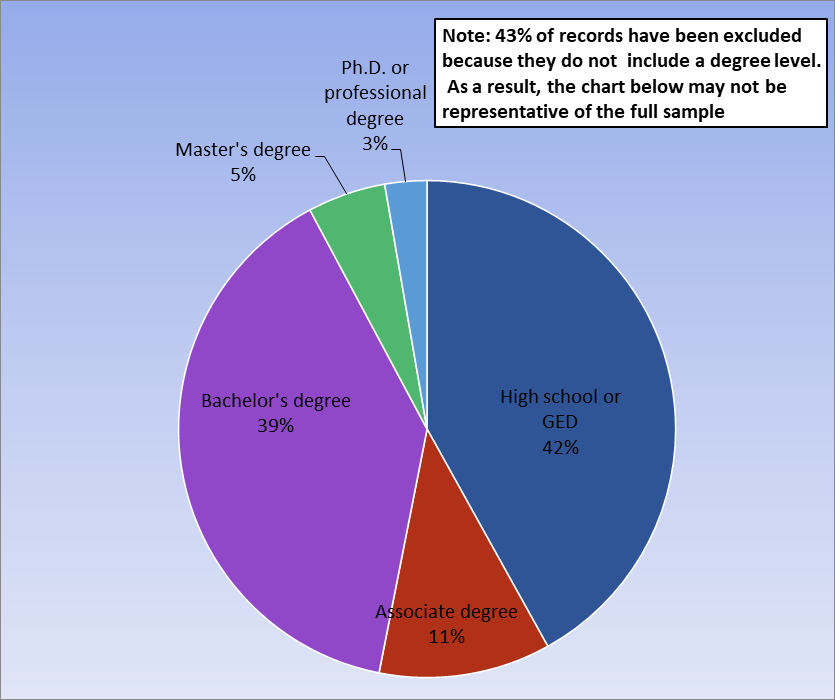 Note: 43% of records have been excluded
because they do not  include a degree level.
 As a result, the chart below may not be
representative of the full sample
Ph.D. or
professional
degree
3%
Master's degree
5%
High school or
GED
42%
Bachelor's degree
39%
Associate degree
11%